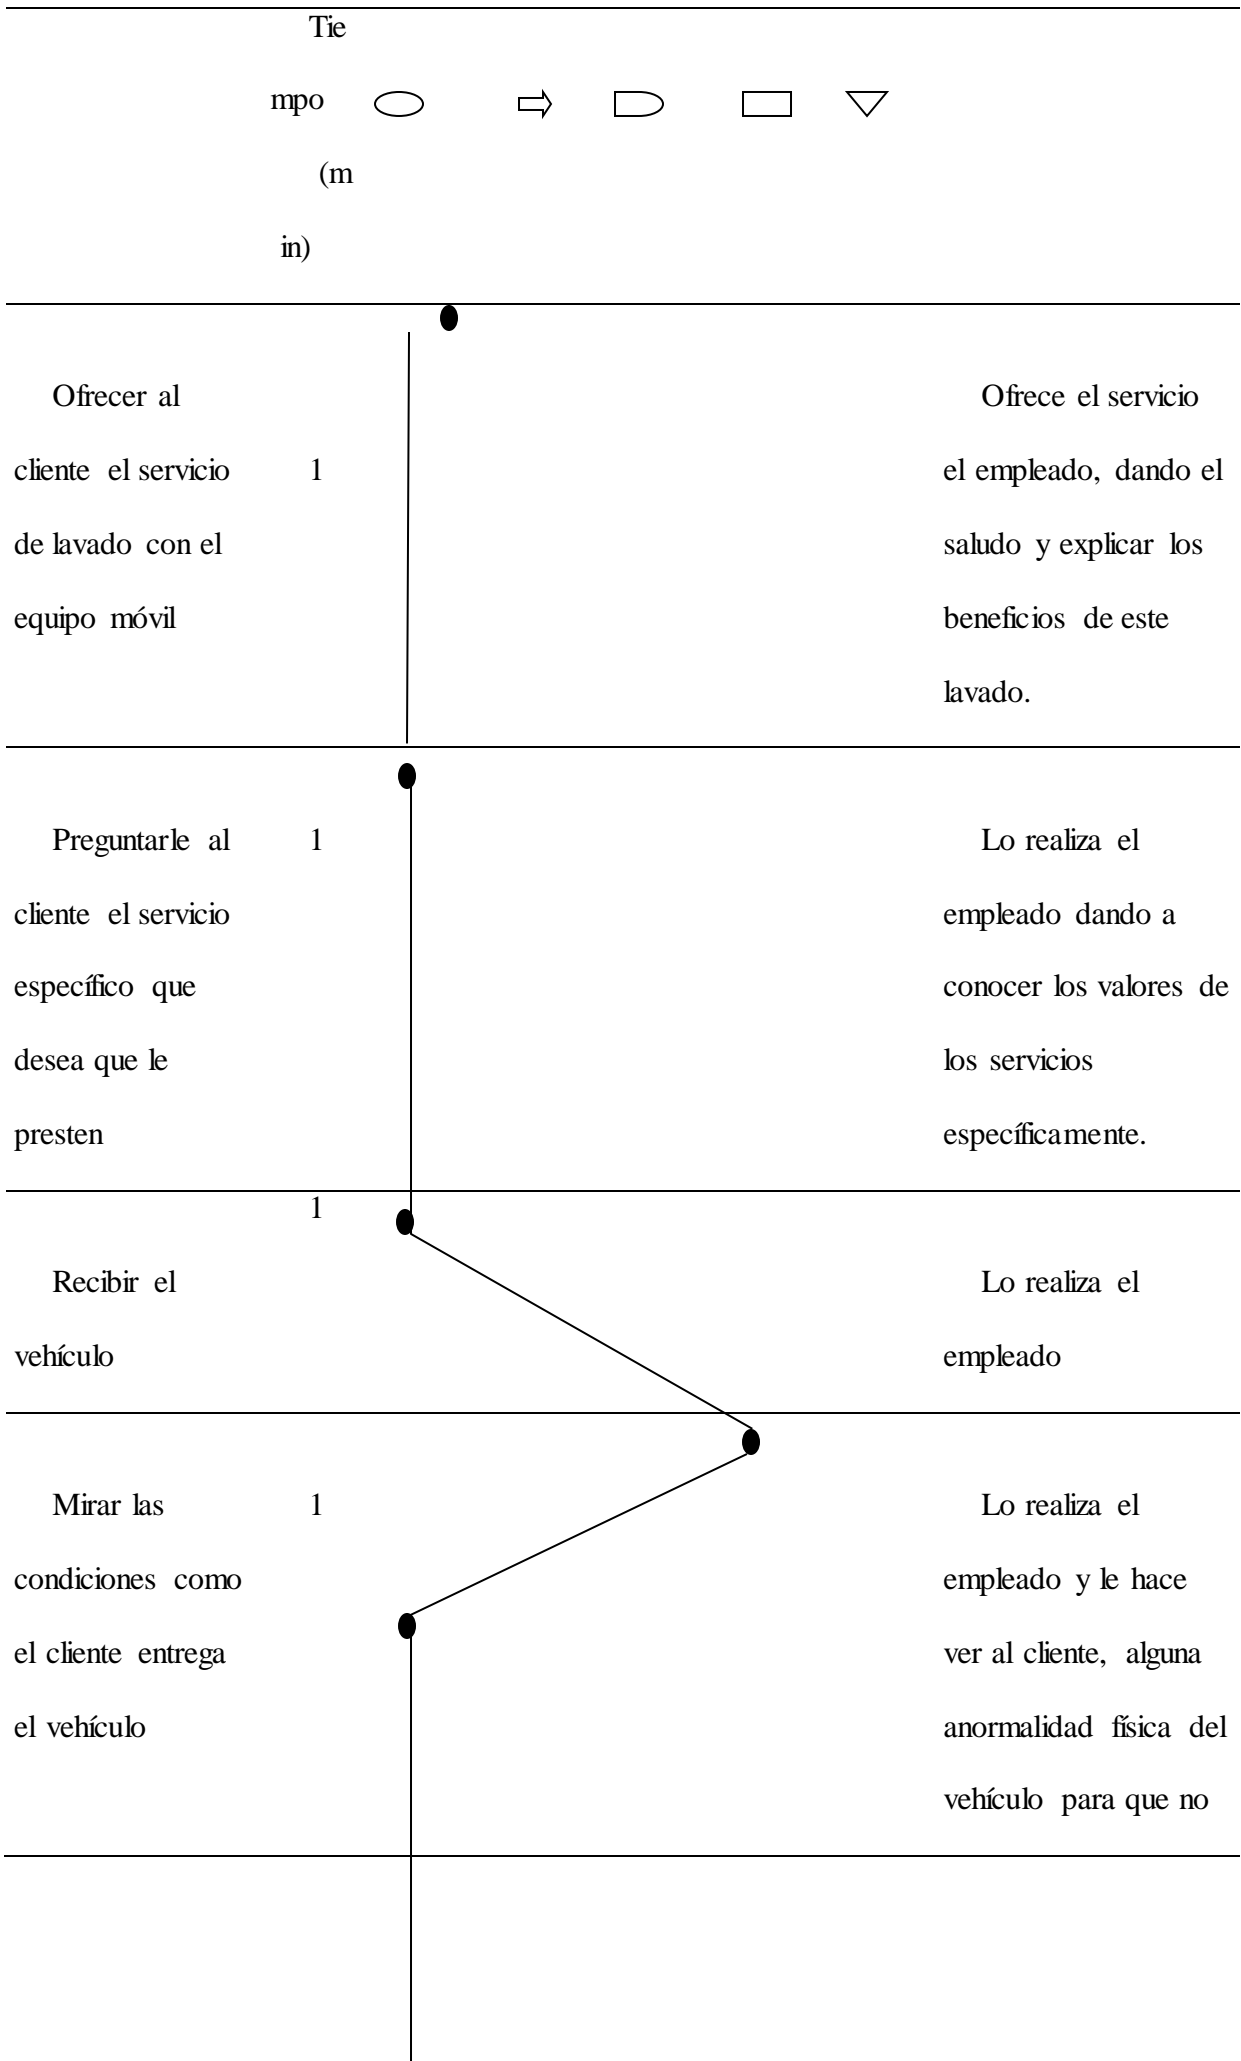 Tie
mpo
(m
in)
Ofrecer al
cliente el servicio
de lavado con el
equipo móvil
1
Ofrece el servicio
el empleado, dando el
saludo y explicar los
beneficios de este
lavado.
Preguntarle al
cliente el servicio
específico que
desea que le
presten
1
Lo realiza el
empleado dando a
conocer los valores de
los servicios
específicamente.
Recibir el
vehículo
1
Lo realiza el
empleado
Mirar las
condiciones como
el cliente entrega
el vehículo
1
Lo realiza el
empleado y le hace
ver al cliente, alguna
anormalidad física del
vehículo para que no